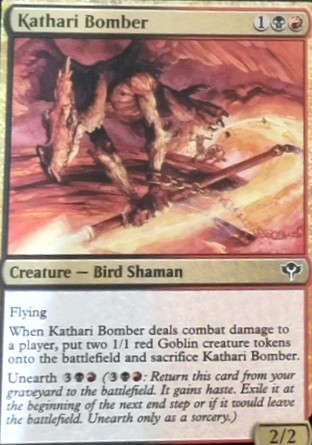 Kathari Bomber 1
Creature — Bird Shaman
Flying
When Kathari Bomber deals combat damage to
a player, put two 1/1 red Goblin creature tokens
onto the battlefield and sacrifice Kathari Bomber.
Unearth 3 (3: Return this card from your
graveyard to the battlefield. It gains haste. Exile it at
the beginning of the next end step or if it would leave
the battlefield. Unearth only as a sorcery.)
2/2